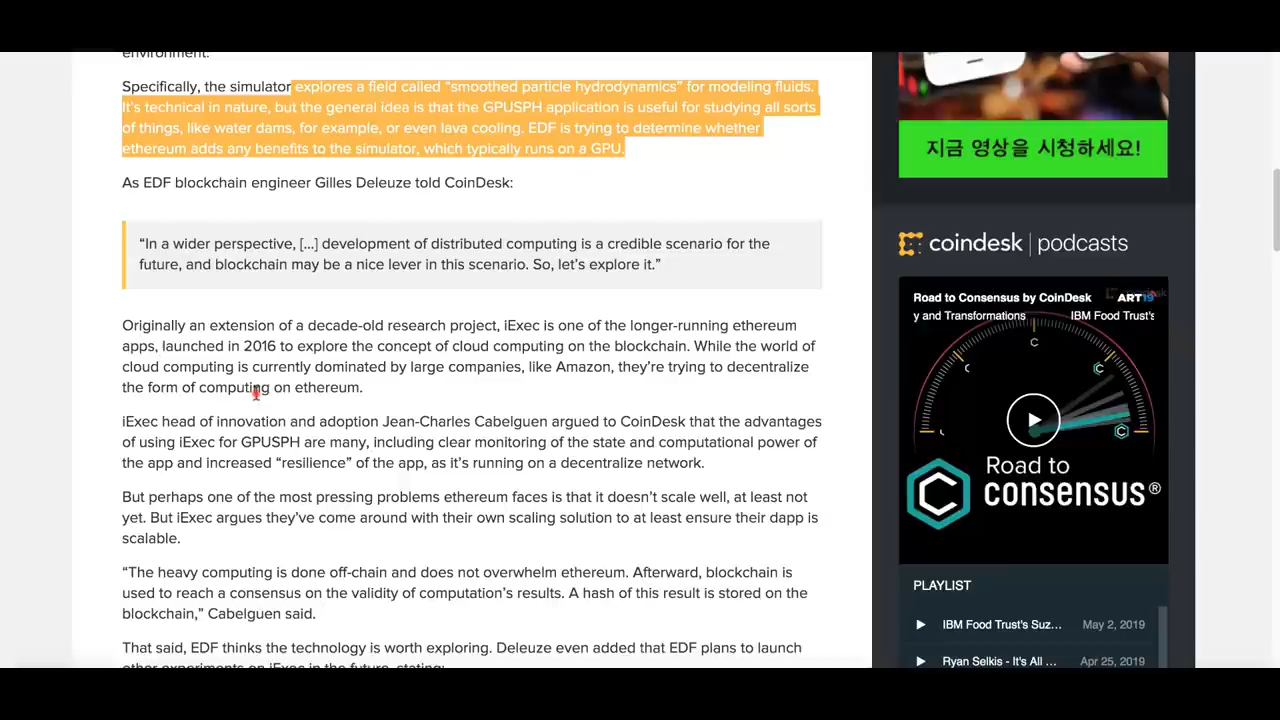 environment.
Specifically, the simulator explores a field called “smoothed particle hydrodynamics” for modeling fluids.
It's technical in nature, but the general idea is that the GPUSPH application is useful for studying all sorts
of things, like water dams, for example, or even lava cooling. EDF is trying to determine whether
ethereum adds any benefits to the simulator, which typically runs on a GPU.
As EDF blockchain engineer Gilles Deleuze told CoinDesk:
“In a wider perspective, [...] development of distributed computing is a credible scenario for the
future, and blockchain may be a nice lever in this scenario. So, let's explore it.”
Originally an extension of a decade-old research project, iExec is one of the longer-running ethereum
apps, launched in 2016 to explore the concept of cloud computing on the blockchain. While the world of
cloud computing is currently dominated by large companies, like Amazon, they're trying to decentralize
the form of computing on ethereum.
iExec head of innovation and adoption Jean-Charles Cabelguen argued to CoinDesk that the advantages
of using iExec for GPUSPH are many, including clear monitoring of the state and computational power of
the app and increased “resilience” of the app, as it's running on a decentralize network.
But perhaps one of the most pressing problems ethereum faces is that it doesn't scale well, at least not
yet. But iExec argues they've come around with their own scaling solution to at least ensure their dapp is
scalable.
“The heavy computing is done off-chain and does not overwhelm ethereum. Afterward, blockchain is
used to reach a consensus on the validity of computation's results. A hash of this result is stored on the
blockchain,” Cabelguen said.
That said, EDF thinks the technology is worth exploring. Deleuze even added that EDF plans to launch
other experiments on iExec in the future, stating:
지금 영상을 시청하세요!
coindesk | podcasts
Road to Consensus by CoinDesk
ART19
y and Transformations IBM Food Trust's
Road to
consensus®
PLAYLIST
IBM Food Trust's Suz... May 2, 2019
Ryan Selkis - It's All ... Apr 25, 2019